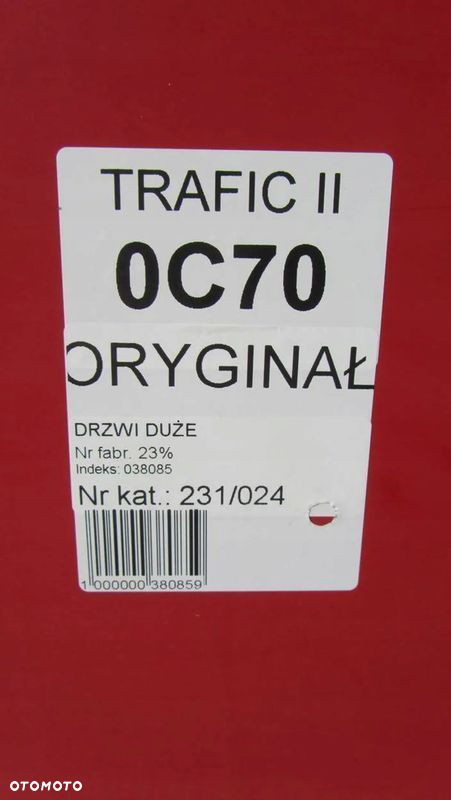 TRAFIC II
0C70
ORYGINAŁ
DRZWI DUŻE
Nr fabr. 23%
Indeks: 038085
Nr kat.: 231/024
1 000000 380859
OTOMOTO